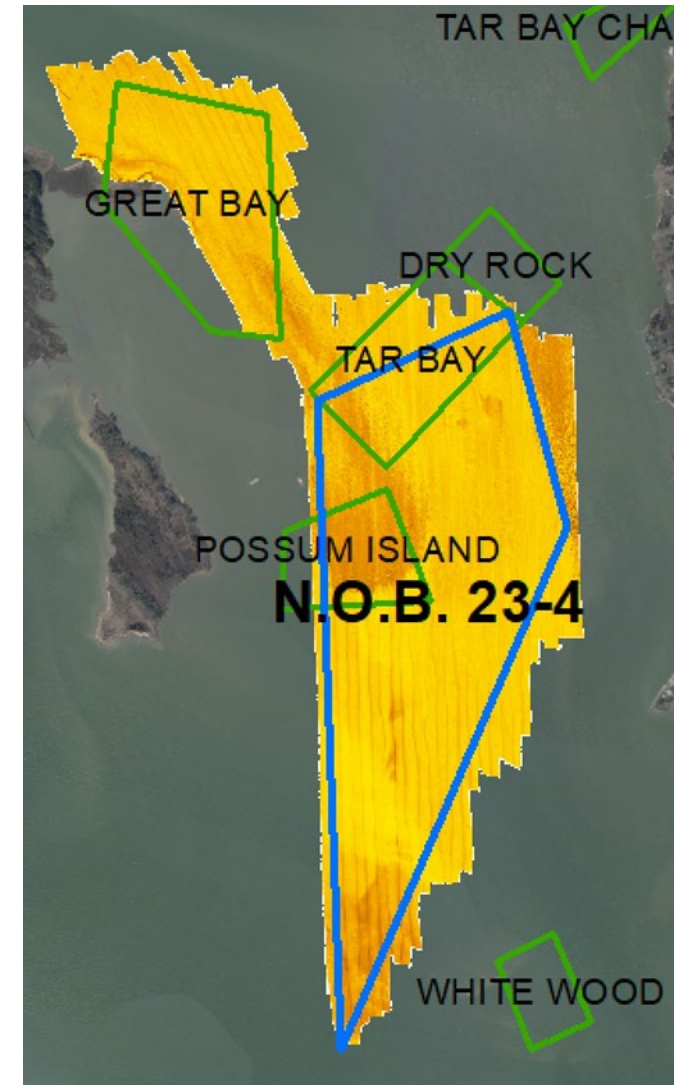 TAR BAY CHA
GREAT BAY
DRY ROCK
TAR BAY
POSSUM ISLAND
N.O.B. 23-4
WHITE WOOD